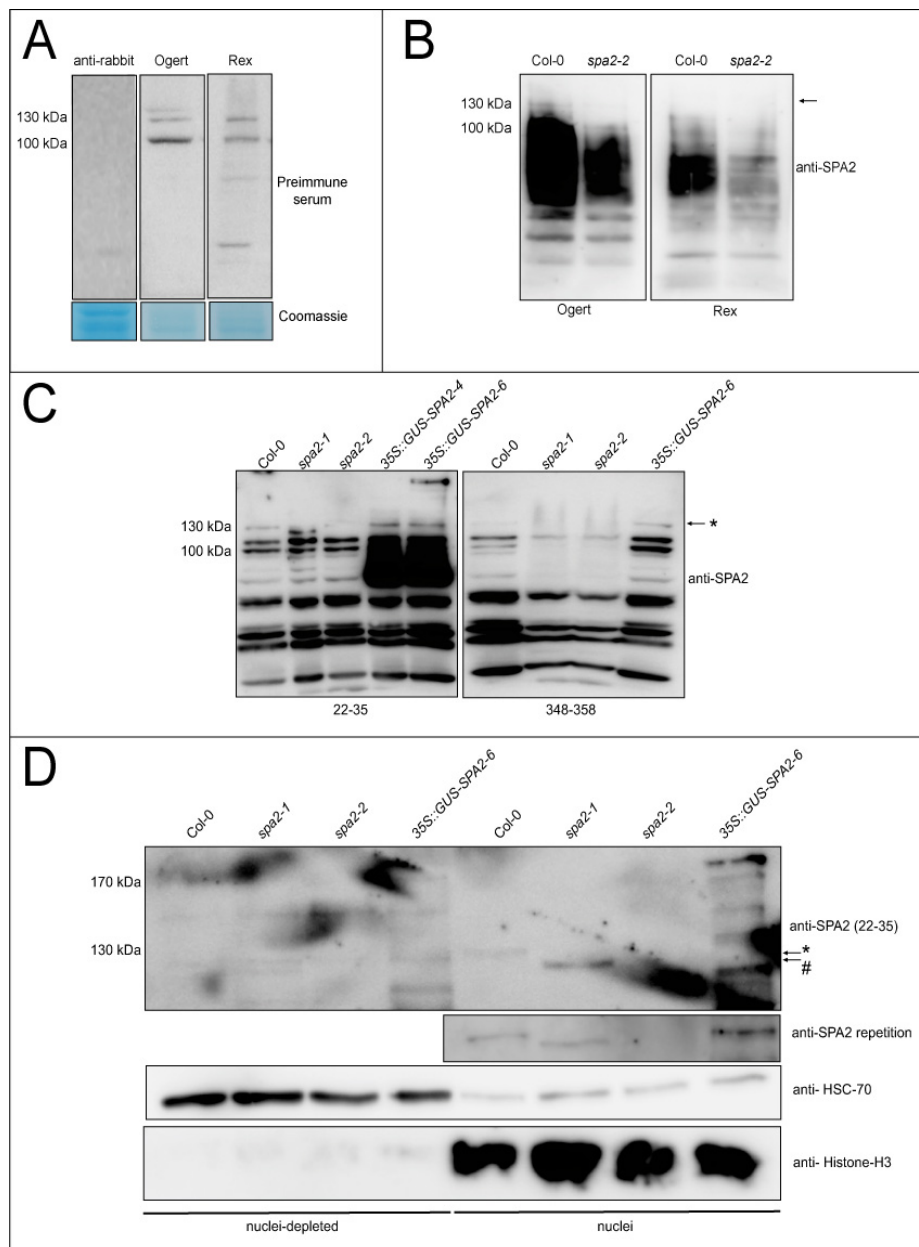 A
anti-rabbit Ogert Rex
130 kDa
100 kDa
Preimmune
serum
Coomassie
B
Col-0 spa2-2 Col-0 spa2-2
130 kDa
100 kDa
anti-SPA2
Ogert Rex
C
Col-0 spa2-1 spa2-2 35S::GUS-SPA2-4 35S::GUS-SPA2-6 Col-0 spa2-1 spa2-2 35S::GUS-SPA2-6
130 kDa
*
100 kDa
anti-SPA2
22-35 348-358
D
Col-0 spa2-1 spa2-2 35S::GUS-SPA2-6 Col-0 spa2-1 spa2-2 35S::GUS-SPA2-6
170 kDa
anti-SPA2 (22-35)
130 kDa
*
#
anti-SPA2 repetition
anti- HSC-70
anti- Histone-H3
nuclei-depleted nuclei